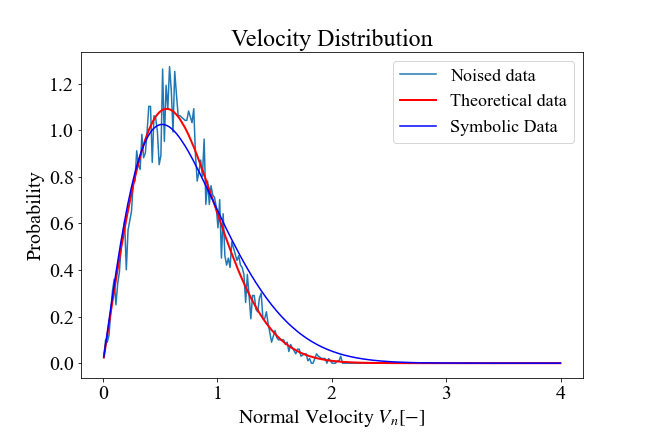 Velocity Distribution
Noised data
Theoretical data
Symbolic Data
Probability
1.2
1.0
0.8
0.6
0.4
0.2
0.0
0 1 2 3 4
Normal Velocity Vₙ[−]